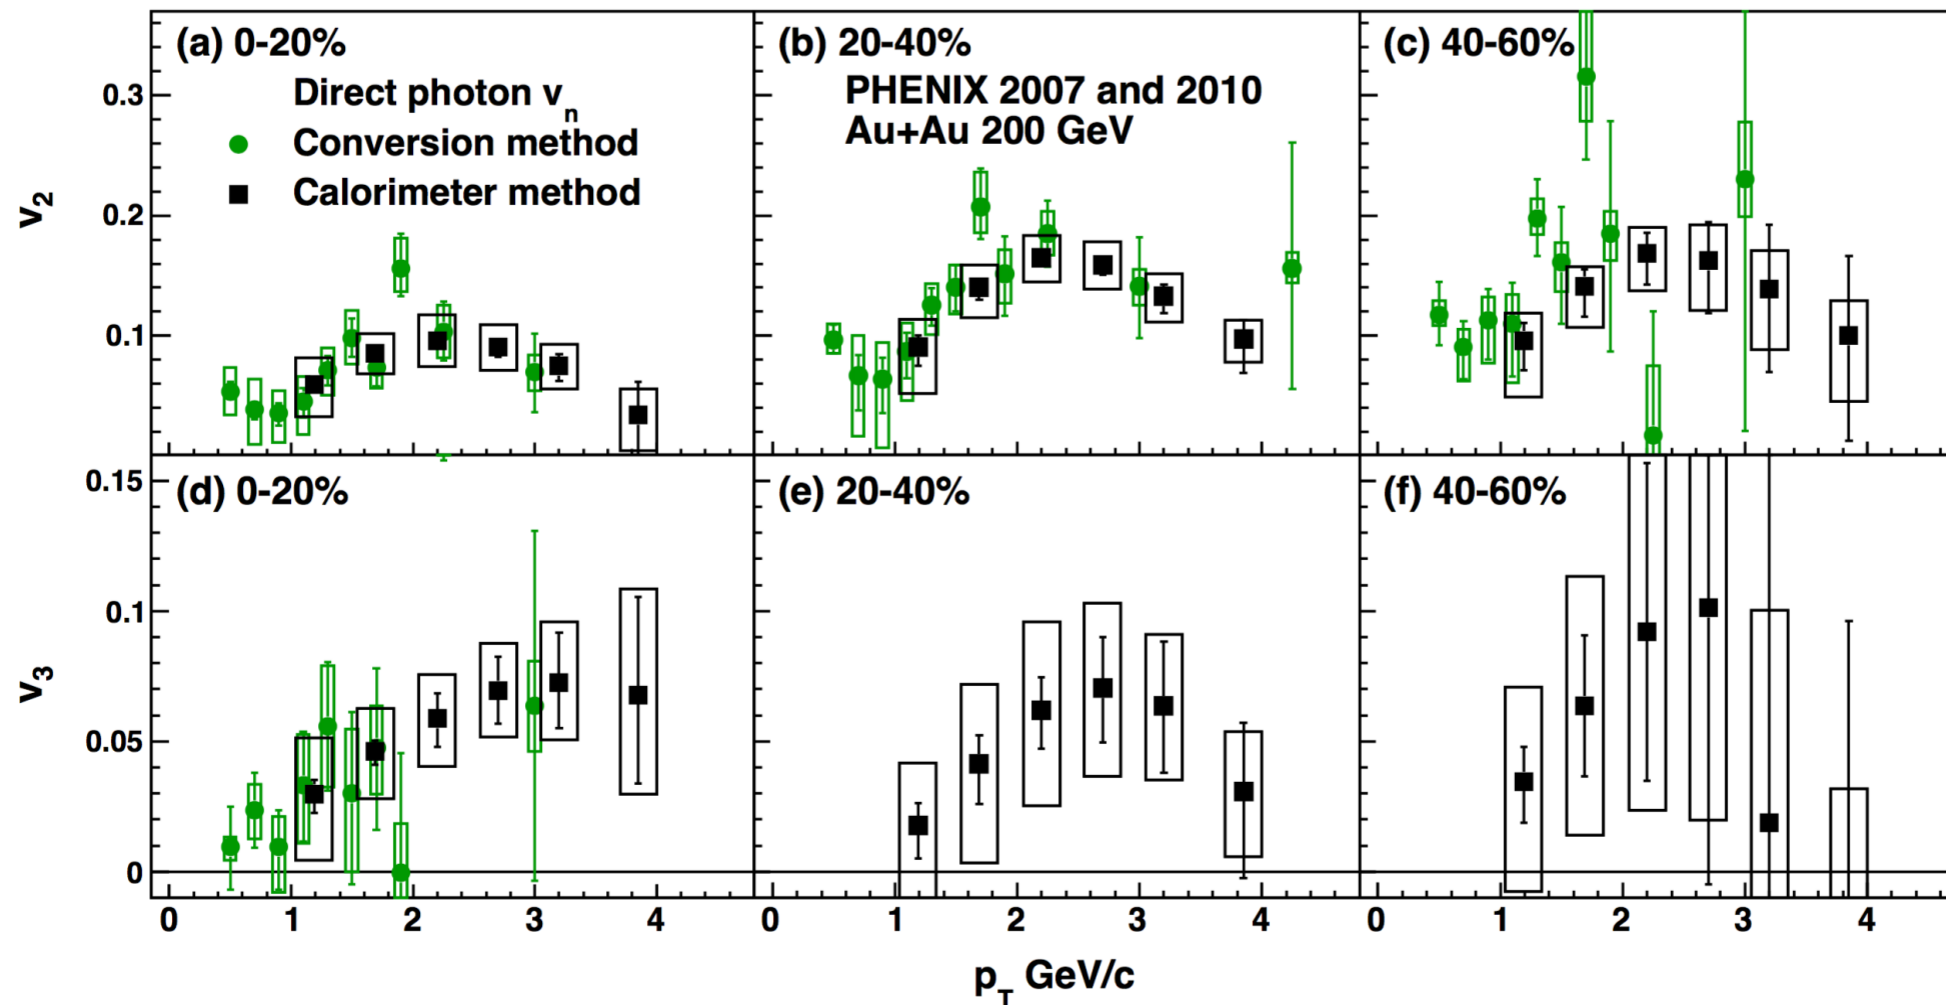 (a) 0-20%
Direct photon vn
Conversion method
Calorimeter method
(b) 20-40%
PHENIX 2007 and 2010
Au+Au 200 GeV
(c) 40-60%
v2
0.3
0.2
0.1
(d) 0-20%
(e) 20-40%
(f) 40-60%
v3
0.15
0.1
0.05
0
0 1 2 3 4
0 1 2 3 4
0 1 2 3 4
pT GeV/c